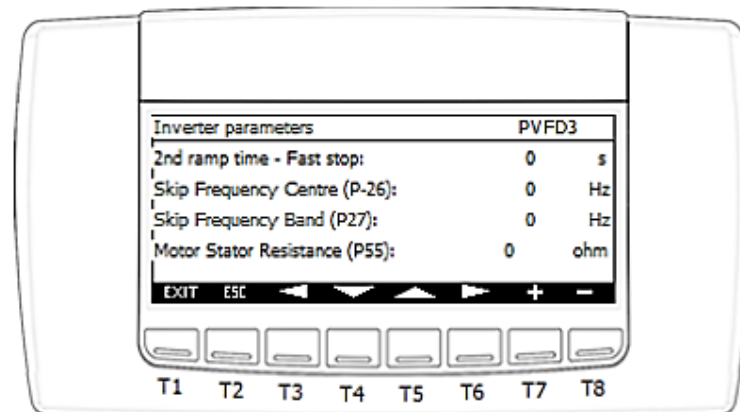 Inverter parameters PVFD3
2nd ramp time - Fast stop: 0 s
Skip Frequency Centre (P-26): 0 Hz
Skip Frequency Band (P27): 0 Hz
Motor Stator Resistance (P55): 0 ohm
EXIT ESC + −
T1 T2 T3 T4 T5 T6 T7 T8